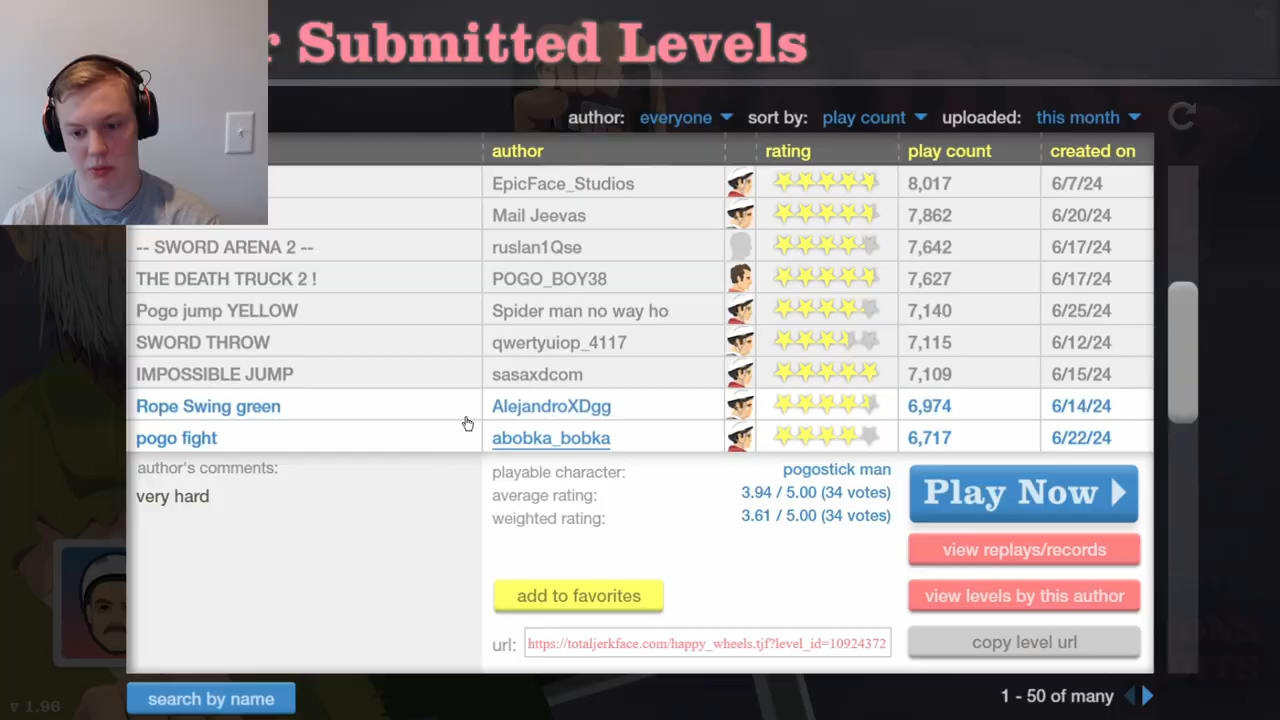 r Submitted Levels
author: everyone sort by: play count uploaded: this month
author rating play count created on
EpicFace_Studios 8,017 6/7/24
Mail Jeevas 7,862 6/20/24
-- SWORD ARENA 2 -- ruslan1Qse 7,642 6/17/24
THE DEATH TRUCK 2 ! POGO_BOY38 7,627 6/17/24
Pogo jump YELLOW Spider man no way ho 7,140 6/25/24
SWORD THROW qwertyuiop_4117 7,115 6/12/24
IMPOSSIBLE JUMP sasaxdcom 7,109 6/15/24
Rope Swing green AlejandroXDgg 6,974 6/14/24
pogo fight abobka_bobka 6,717 6/22/24
author's comments:
very hard
playable character: pogostick man
average rating: 3.94 / 5.00 (34 votes)
weighted rating: 3.61 / 5.00 (34 votes)
Play Now
view replays/records
add to favorites
view levels by this author
url: https://totaljerkface.com/happy_wheels.tjf?level_id=10924372
copy level url
search by name
1 - 50 of many
v 1.96